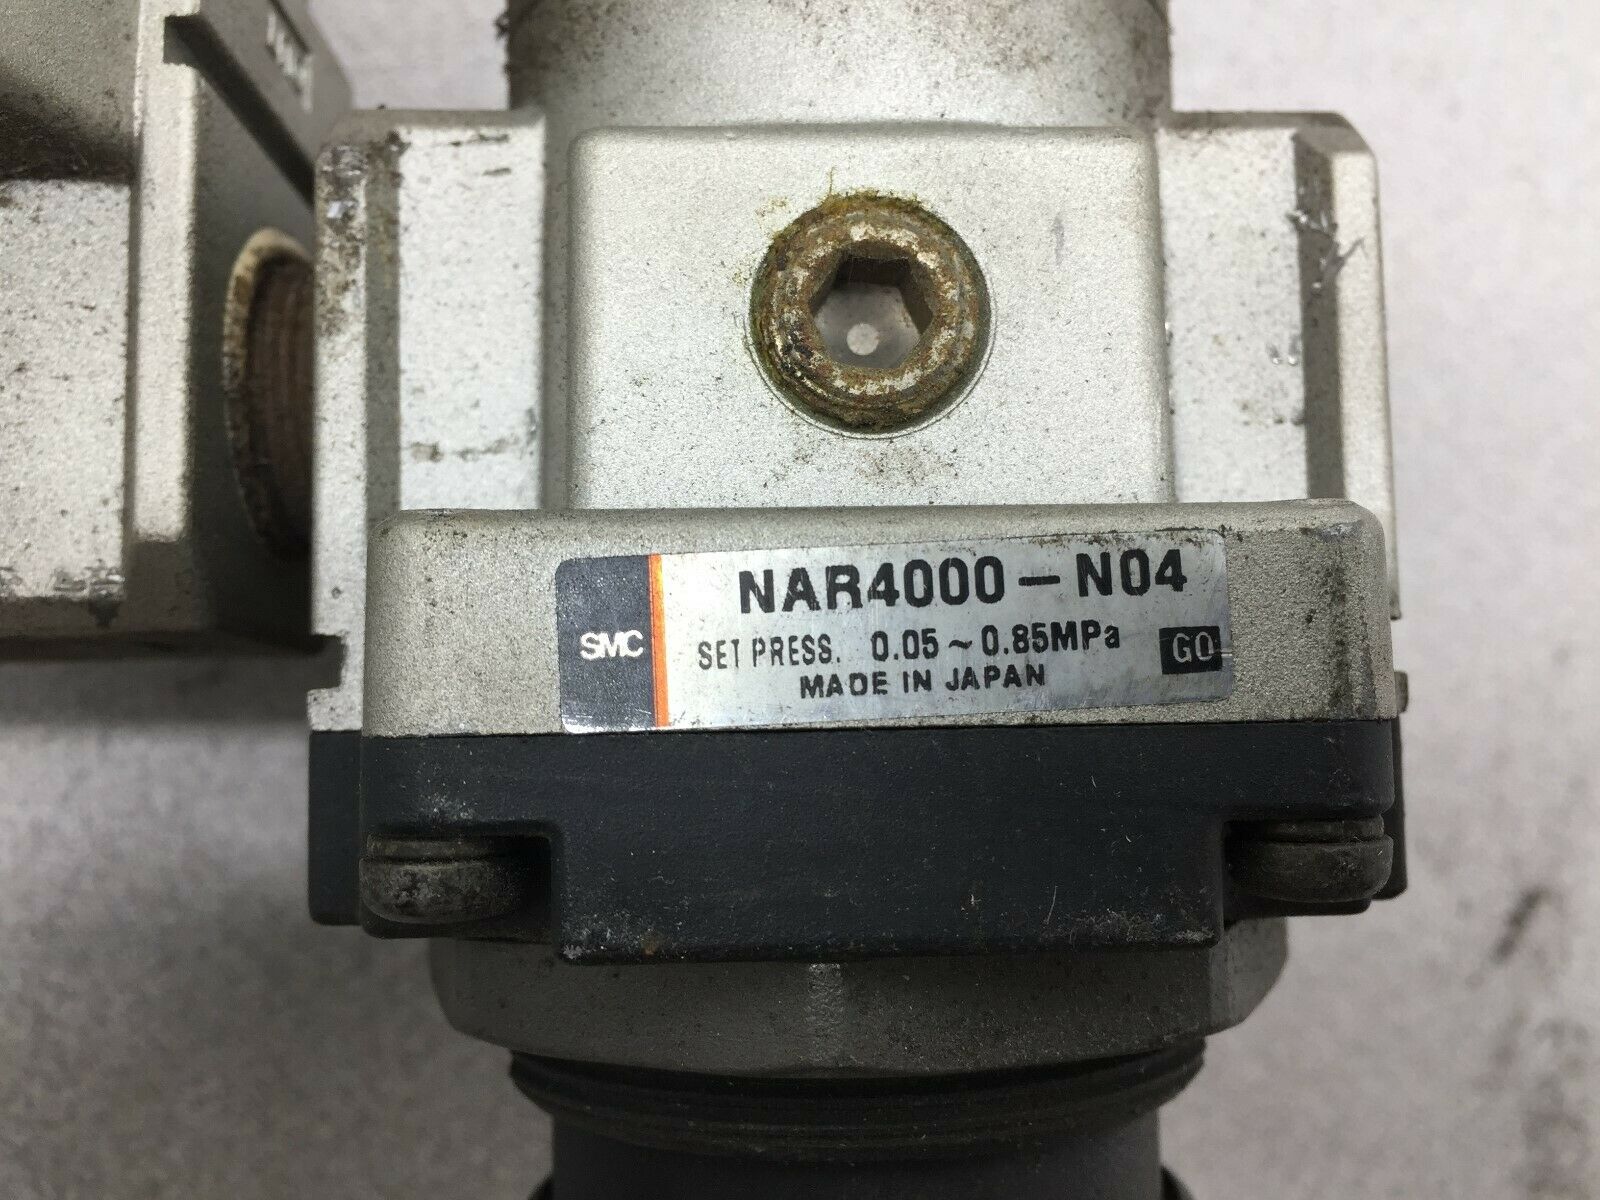 SMC
NAR4000-N04
SET PRESS. 0.05~0.85MPa
MADE IN JAPAN
GO